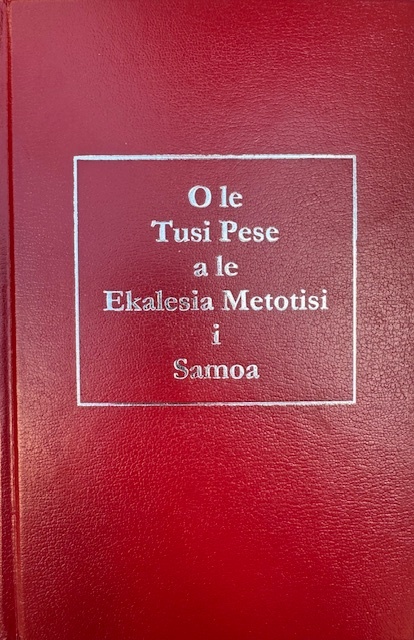 O le
Tusi Pese
a le
Ekalesia Metotisi
i
Samoa